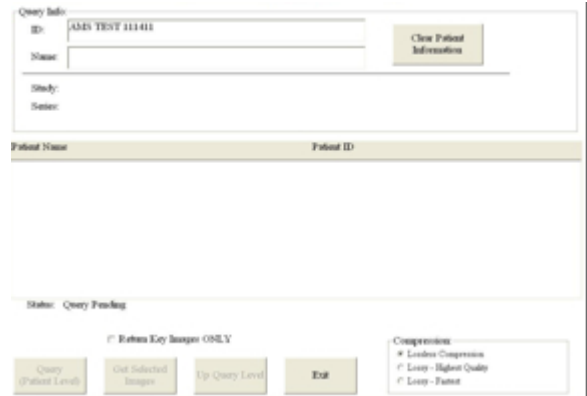 Query Info:
ID: AMS TEST 111411
Name:
Clear Patient
Information
Study:
Series:
Patient Name Patient ID
Status: Query Pending
Return Key Images ONLY
Compression:
Lossless Compression
Lossy - Highest Quality
Lossy - Fastest
Query
(Patient Level)
Get Selected
Images
Up Query Level
Exit